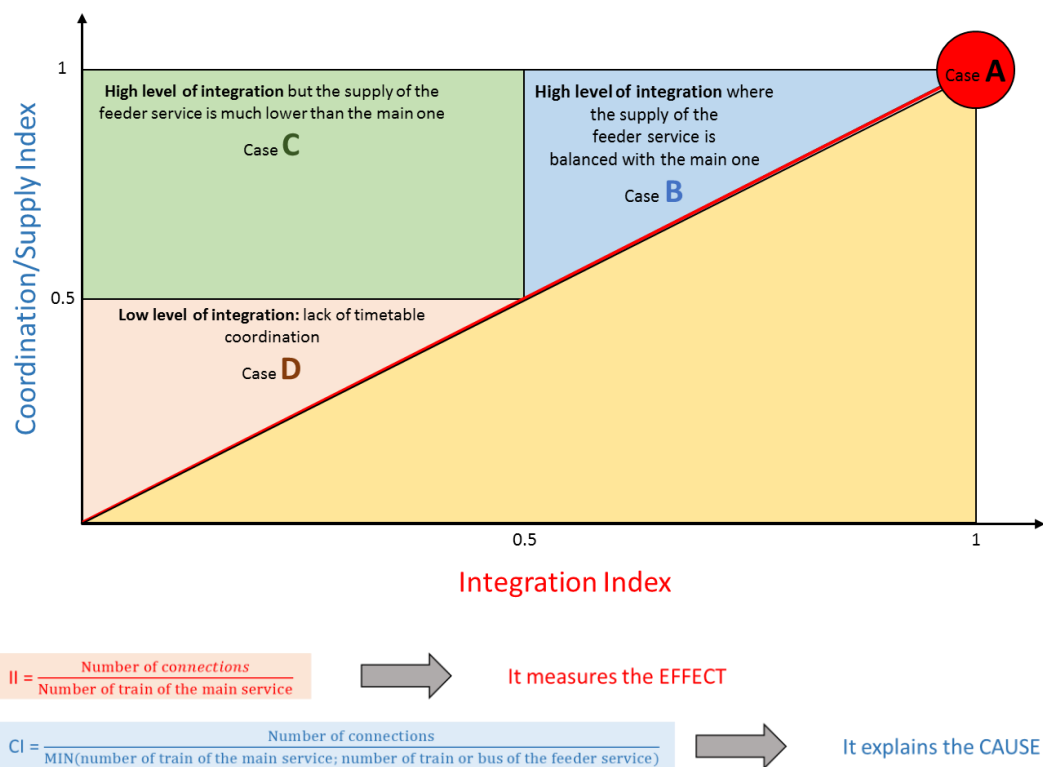 1
High level of integration but the supply of the
feeder service is much lower than the main one
Case C
High level of integration where
the supply of the
feeder service is
balanced with the main one
Case B
Case A
Coordination/Supply Index
0.5
Low level of integration: lack of timetable
coordination
Case D
0.5
1
Integration Index
II = Number of connections
Number of train of the main service
It measures the EFFECT
CI = Number of connections
MIN(number of train of the main service; number of train or bus of the feeder service)
It explains the CAUSE